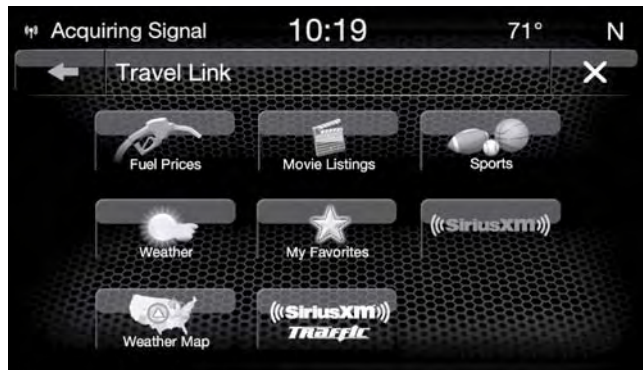 Acquiring Signal 10:19 71° N
Travel Link
Fuel Prices Movie Listings Sports
Weather My Favorites ((SiriusXM))
Weather Map ((SiriusXM))
Traffic